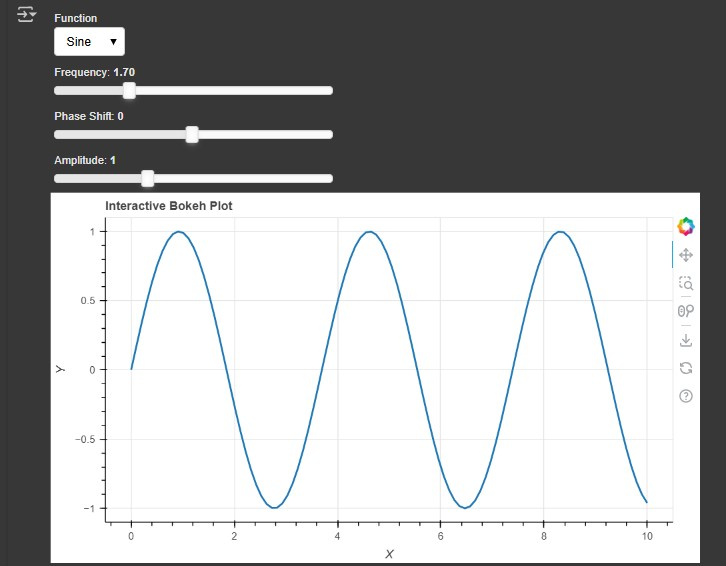 Function
Sine
Frequency: 1.70
Phase Shift: 0
Amplitude: 1
Interactive Bokeh Plot
1
0.5
0
−0.5
−1
Y
0 2 4 6 8 10
X